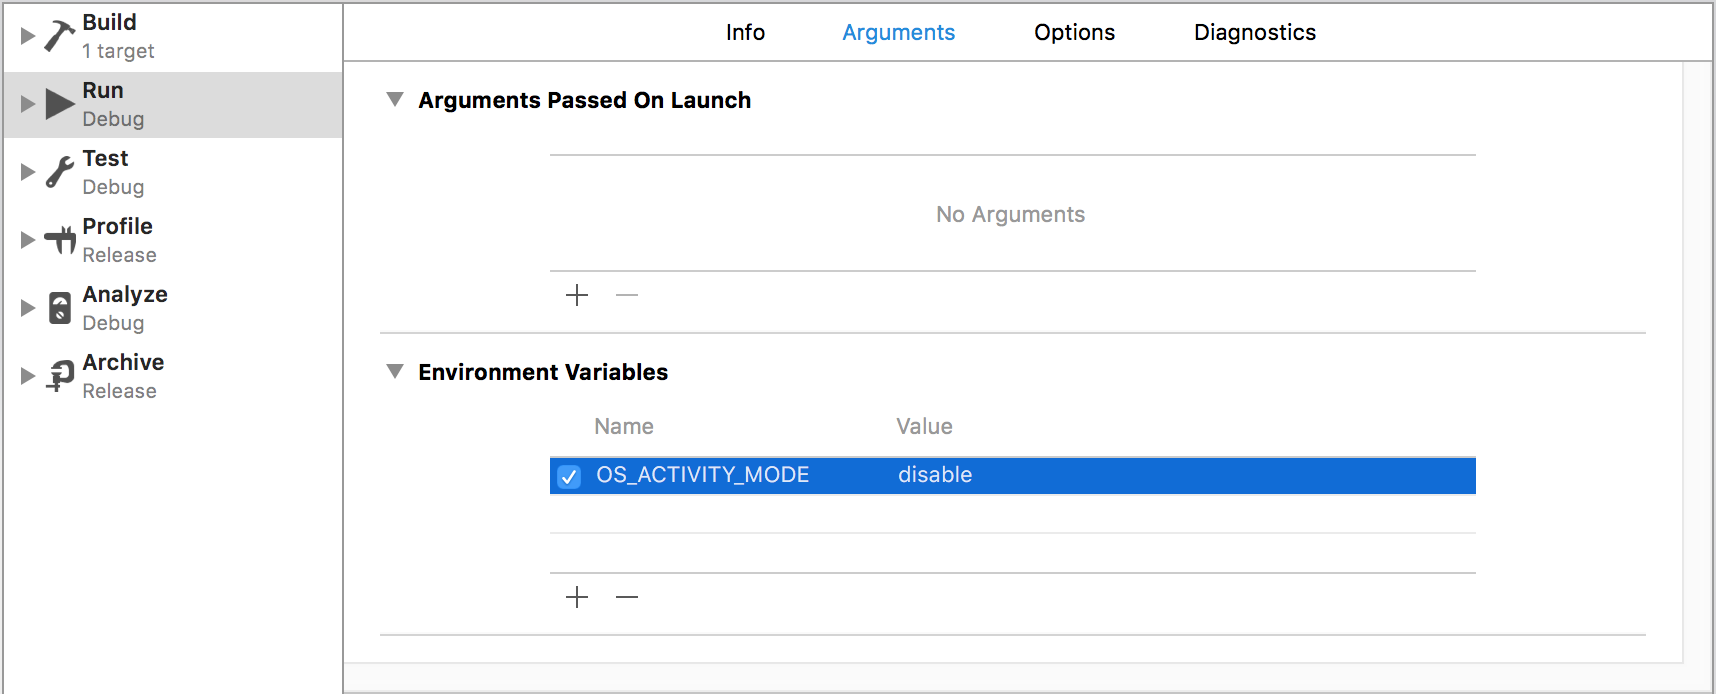 Build
1 target
Run
Debug
Test
Debug
Profile
Release
Analyze
Debug
Archive
Release
Info Arguments Options Diagnostics
Arguments Passed On Launch
No Arguments
Environment Variables
Name Value
OS_ACTIVITY_MODE disable